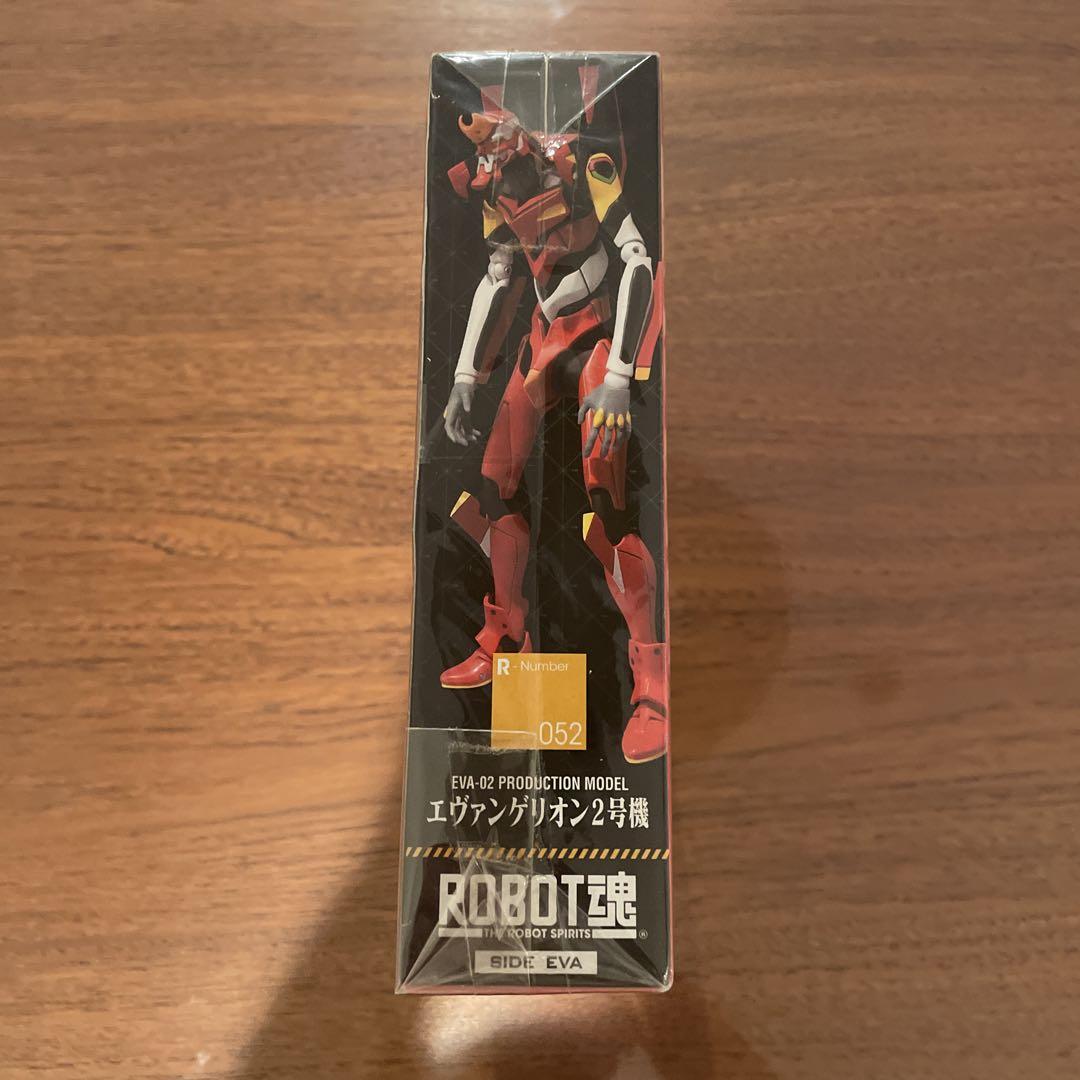 R - Number
052
EVA-02 PRODUCTION MODEL
エヴァンゲリオン2号機
ROBOT魂
THE ROBOT SPIRITS ®
SIDE EVA